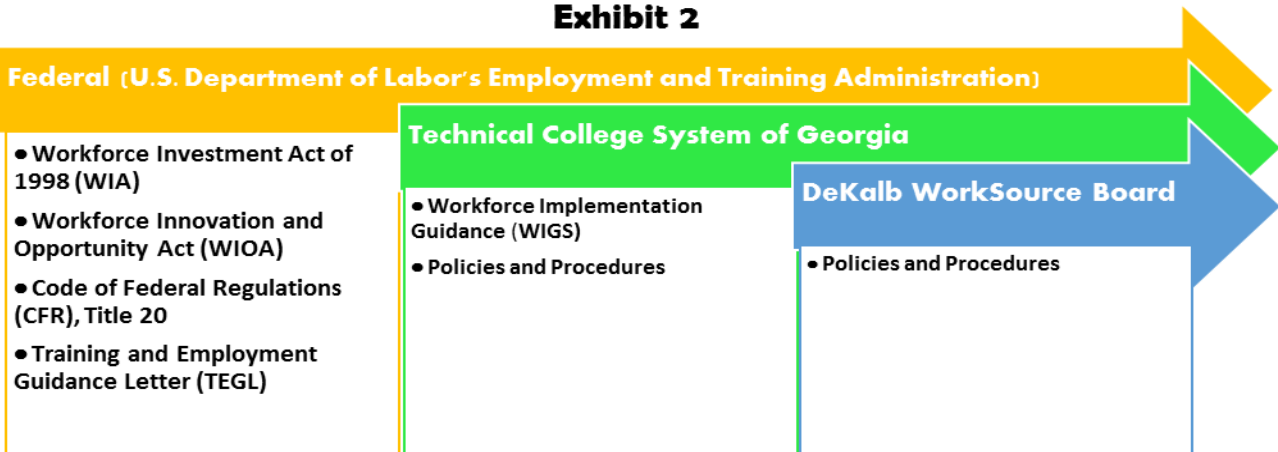 Exhibit 2
Federal (U.S. Department of Labor's Employment and Training Administration)
Technical College System of Georgia
DeKalb WorkSource Board
• Workforce Investment Act of
1998 (WIA)
• Workforce Innovation and
Opportunity Act (WIOA)
• Code of Federal Regulations
(CFR), Title 20
• Training and Employment
Guidance Letter (TEGL)
• Workforce Implementation
Guidance (WIGS)
• Policies and Procedures
• Policies and Procedures